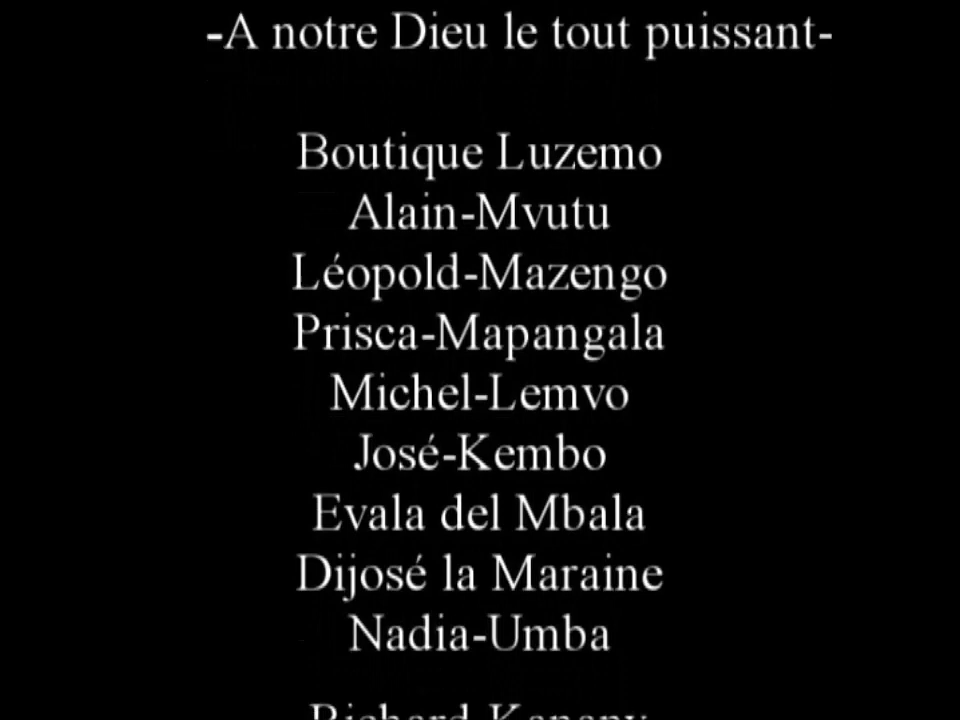 -A notre Dieu le tout puissant-
Boutique Luzemo
Alain-Mvutu
Léopold-Mazengo
Prisca-Mapangala
Michel-Lemvo
José-Kembo
Evala del Mbala
Dijosé la Maraine
Nadia-Umba